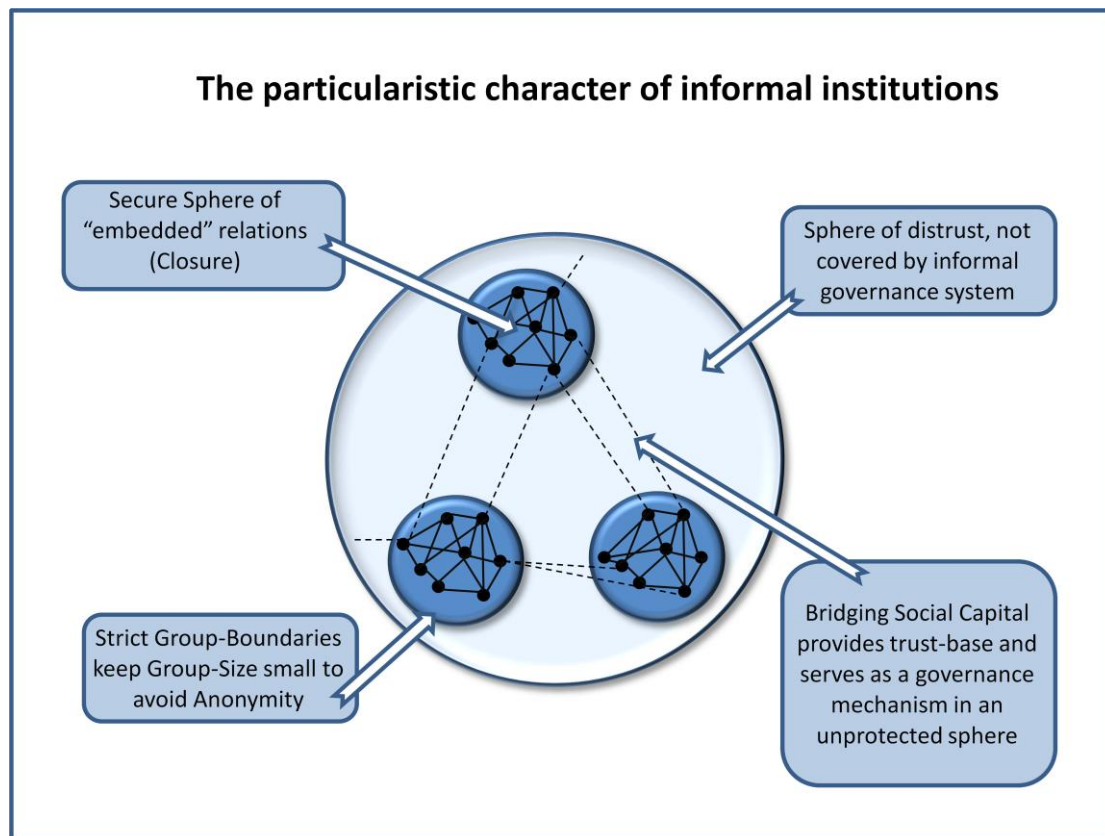 The particularistic character of informal institutions
Secure Sphere of
“embedded” relations
(Closure)
Sphere of distrust, not
covered by informal
governance system
Strict Group-Boundaries
keep Group-Size small to
avoid Anonymity
Bridging Social Capital
provides trust-base and
serves as a governance
mechanism in an
unprotected sphere